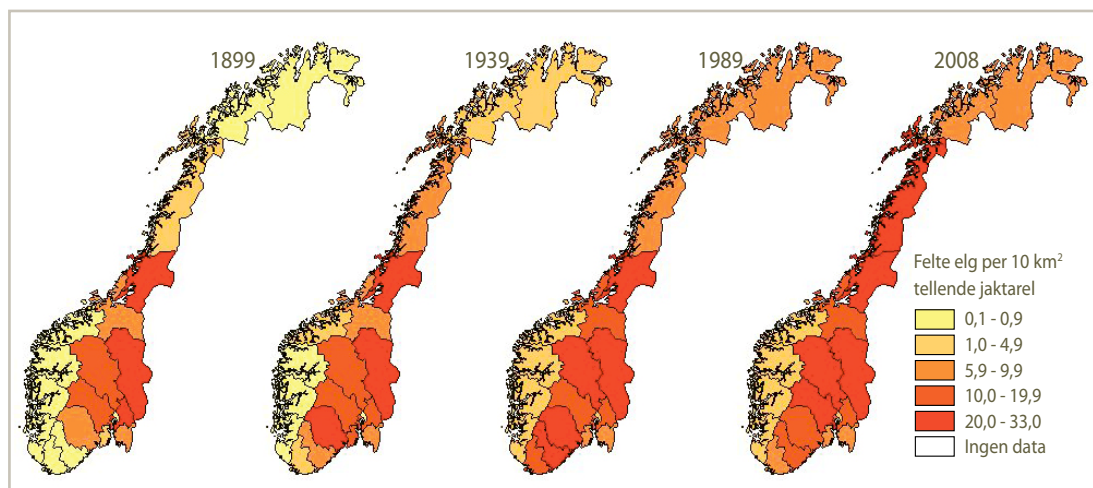 1899
1939
1989
2008
Felte elg per 10 km²
tellende jaktarel
0,1 - 0,9
1,0 - 4,9
5,9 - 9,9
10,0 - 19,9
20,0 - 33,0
Ingen data